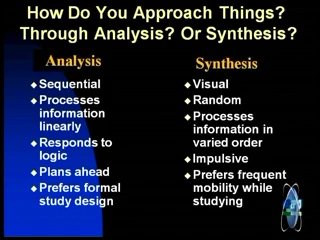 How Do You Approach Things?
Through Analysis? Or Synthesis?
Analysis
Sequential
Processes
information
linearly
Responds to
logic
Plans ahead
Prefers formal
study design
Synthesis
Visual
Random
Processes
information in
varied order
Impulsive
Prefers frequent
mobility while
studying